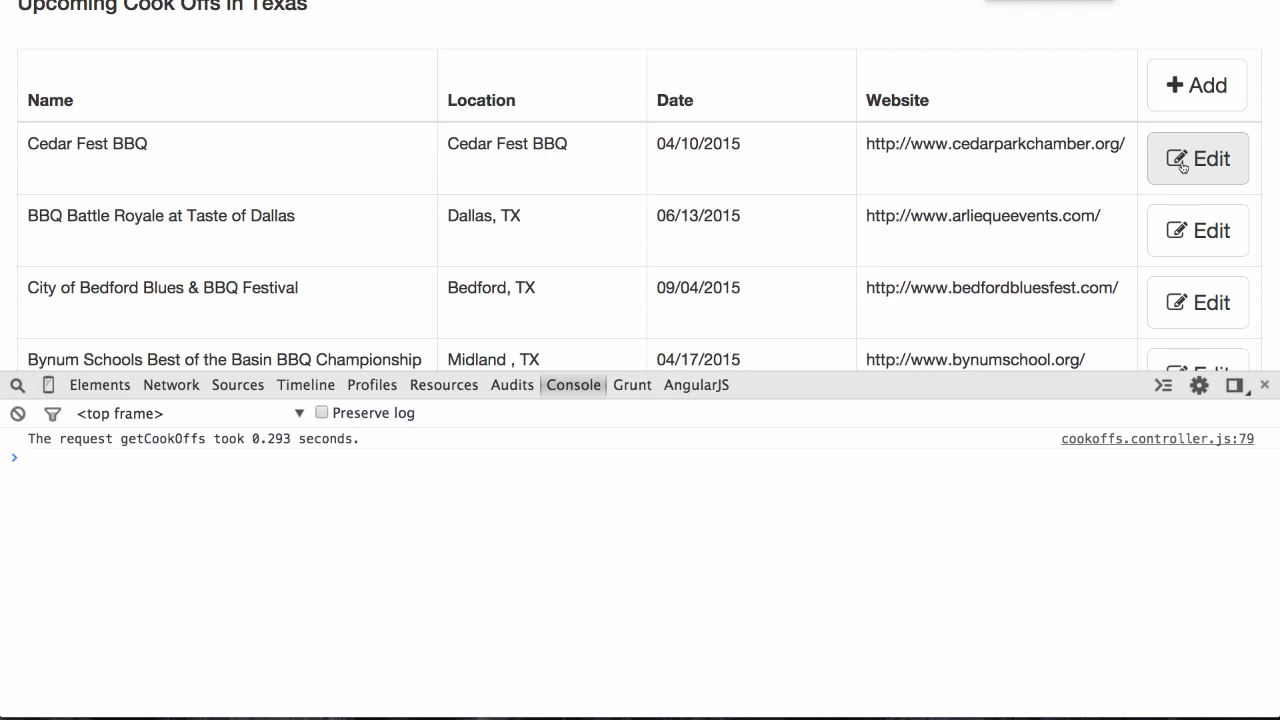 Upcoming Cook Offs in Texas
Name Location Date Website Add
Cedar Fest BBQ Cedar Fest BBQ 04/10/2015 http://www.cedarparkchamber.org/ Edit
BBQ Battle Royale at Taste of Dallas Dallas, TX 06/13/2015 http://www.arliequeevents.com/ Edit
City of Bedford Blues & BBQ Festival Bedford, TX 09/04/2015 http://www.bedfordbluesfest.com/ Edit
Bynum Schools Best of the Basin BBQ Championship Midland , TX 04/17/2015 http://www.bynumschool.org/ Edit
Elements Network Sources Timeline Profiles Resources Audits Console Grunt AngularJS
<top frame> Preserve log
The request getCookOffs took 0.293 seconds. cookoffs.controller.js:79